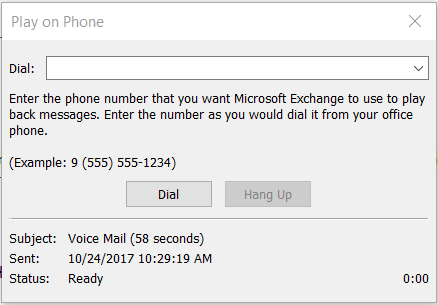 Play on Phone
Dial:
Enter the phone number that you want Microsoft Exchange to use to play
back messages. Enter the number as you would dial it from your office
phone.
(Example: 9 (555) 555-1234)
Dial Hang Up
Subject: Voice Mail (58 seconds)
Sent: 10/24/2017 10:29:19 AM
Status: Ready 0:00